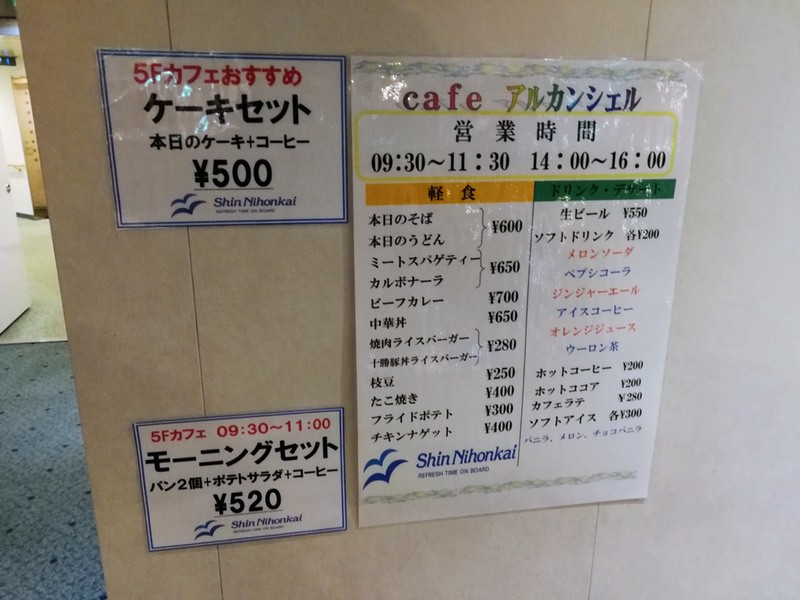 5Fカフェおすすめ
ケーキセット
本日のケーキ+コーヒー
¥500
Shin Nihonkai
REFRESH TIME ON BOARD
5Fカフェ 09:30～11:00
モーニングセット
パン2個+ポテトサラダ+コーヒー
¥520
Shin Nihonkai
REFRESH TIME ON BOARD
cafe アルカンシェル
営業時間
09:30～11:30 14:00～16:00
軽食
本日のそば
本日のうどん ¥600
ミートスパゲティー
カルボナーラ ¥650
ビーフカレー ¥700
中華丼 ¥650
焼肉ライスバーガー
十勝豚丼ライスバーガー ¥280
枝豆 ¥250
たこ焼き ¥400
フライドポテト ¥300
チキンナゲット ¥400
ドリンク・デザート
生ビール ¥550
ソフトドリンク 各¥200
メロンソーダ
ペプシコーラ
ジンジャーエール
アイスコーヒー
オレンジジュース
ウーロン茶
ホットコーヒー ¥200
ホットココア ¥200
カフェラテ ¥280
ソフトアイス 各¥300
バニラ、メロン、チョコバニラ
Shin Nihonkai
REFRESH TIME ON BOARD